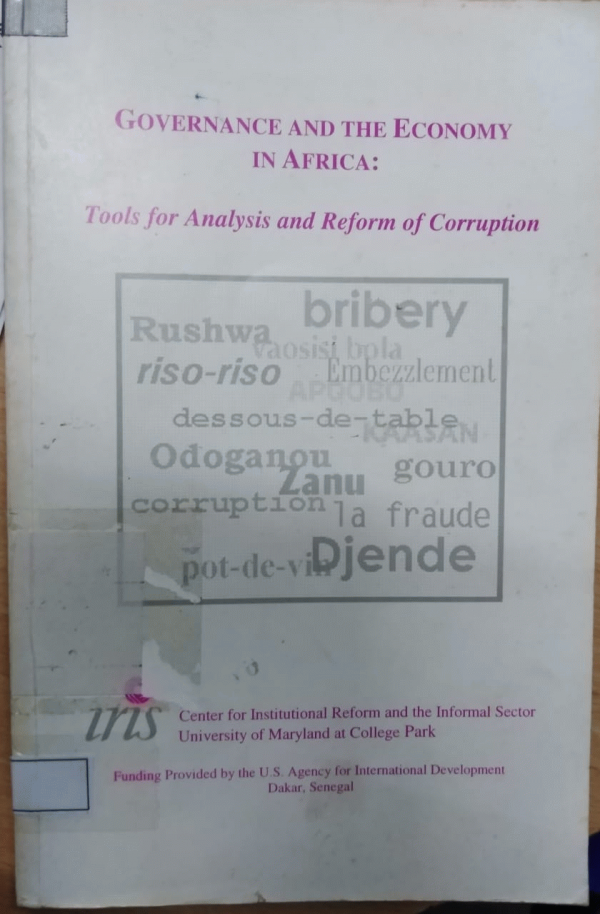 GOVERNANCE AND THE ECONOMY
IN AFRICA:
Tools for Analysis and Reform of Corruption
bribery
Rushwa
vaosisi bola
riso-riso Embezzlement
APOOBO
dessous-de-table
KAASAN
Odoganou
Zanu gouro
corruption la fraude
pot-de-vin Djende
iris Center for Institutional Reform and the Informal Sector
University of Maryland at College Park
Funding Provided by the U.S. Agency for International Development
Dakar, Senegal